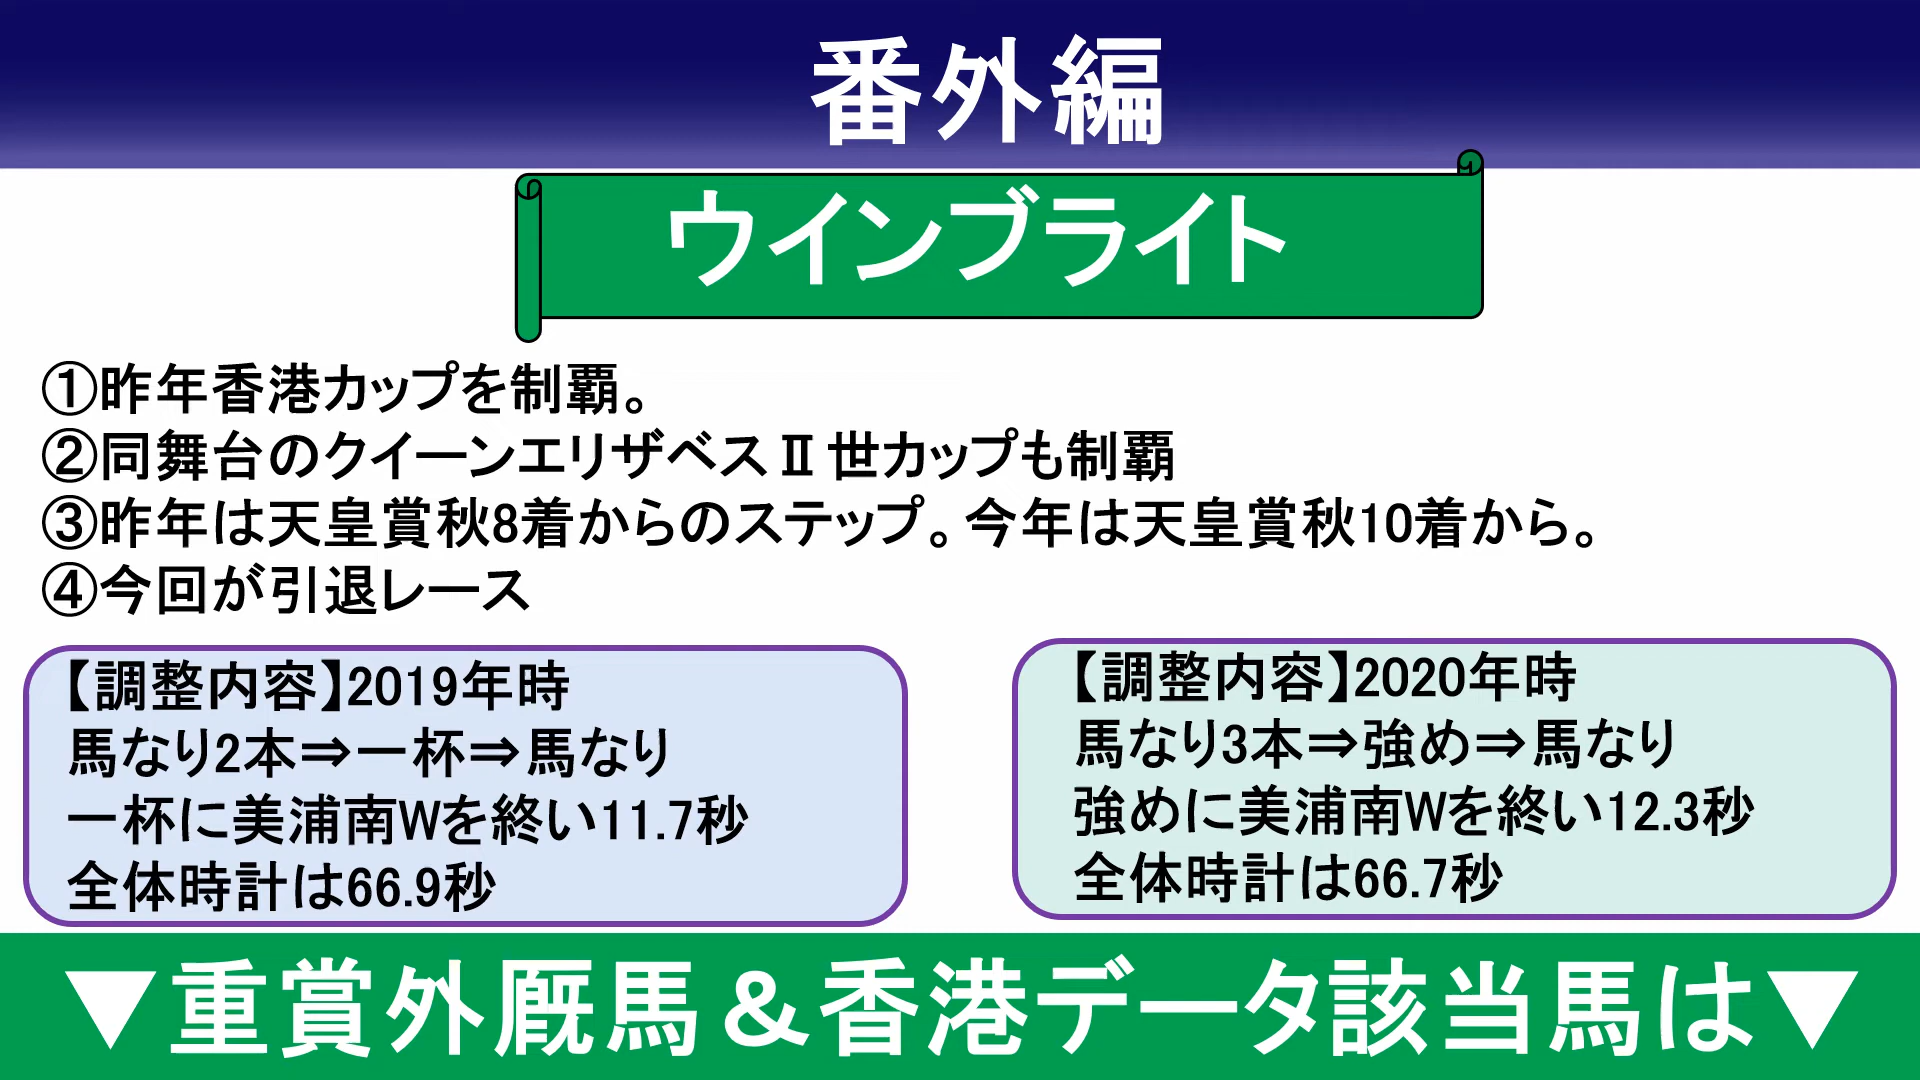 番外編
ウインブライト
①昨年香港カップを制覇。
②同舞台のクイーンエリザベスⅡ世カップも制覇
③昨年は天皇賞秋8着からのステップ。今年は天皇賞秋10着から。
④今回が引退レース
【調整内容】2019年時
馬なり2本⇒一杯⇒馬なり
一杯に美浦南Wを終い11.7秒
全体時計は66.9秒
【調整内容】2020年時
馬なり3本⇒強め⇒馬なり
強めに美浦南Wを終い12.3秒
全体時計は66.7秒
▼重賞外厩馬＆香港データ該当馬は▼